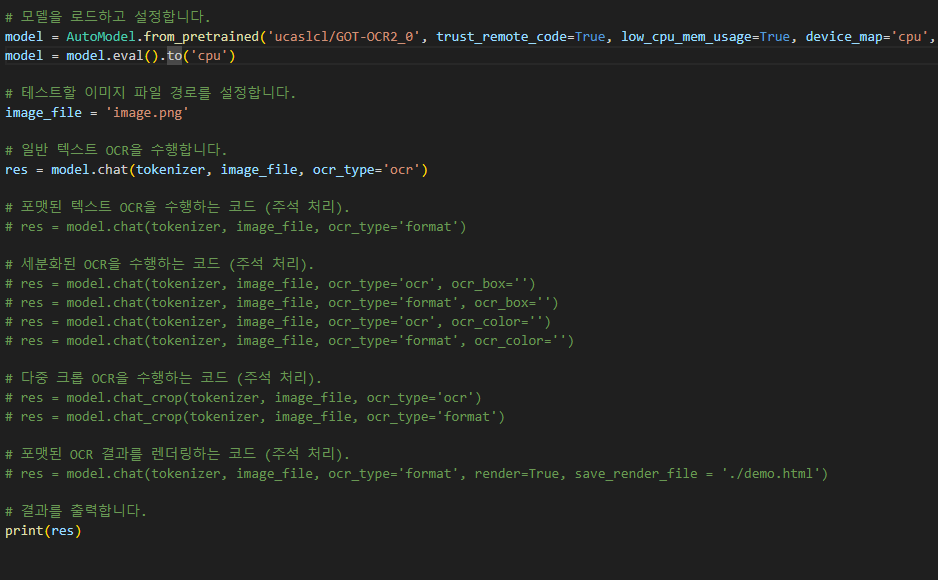 # 모델을 로드하고 설정합니다.
model = AutoModel.from_pretrained('ucaslcl/GOT-OCR2_0', trust_remote_code=True, low_cpu_mem_usage=True, device_map='cpu',
model = model.eval().to('cpu')
# 테스트할 이미지 파일 경로를 설정합니다.
image_file = 'image.png'
# 일반 텍스트 OCR을 수행합니다.
res = model.chat(tokenizer, image_file, ocr_type='ocr')
# 포맷된 텍스트 OCR을 수행하는 코드 (주석 처리).
# res = model.chat(tokenizer, image_file, ocr_type='format')
# 세분화된 OCR을 수행하는 코드 (주석 처리).
# res = model.chat(tokenizer, image_file, ocr_type='ocr', ocr_box='')
# res = model.chat(tokenizer, image_file, ocr_type='format', ocr_box='')
# res = model.chat(tokenizer, image_file, ocr_type='ocr', ocr_color='')
# res = model.chat(tokenizer, image_file, ocr_type='format', ocr_color='')
# 다중 크롭 OCR을 수행하는 코드 (주석 처리).
# res = model.chat_crop(tokenizer, image_file, ocr_type='ocr')
# res = model.chat_crop(tokenizer, image_file, ocr_type='format')
# 포맷된 OCR 결과를 렌더링하는 코드 (주석 처리).
# res = model.chat(tokenizer, image_file, ocr_type='format', render=True, save_render_file = './demo.html')
# 결과를 출력합니다.
print(res)